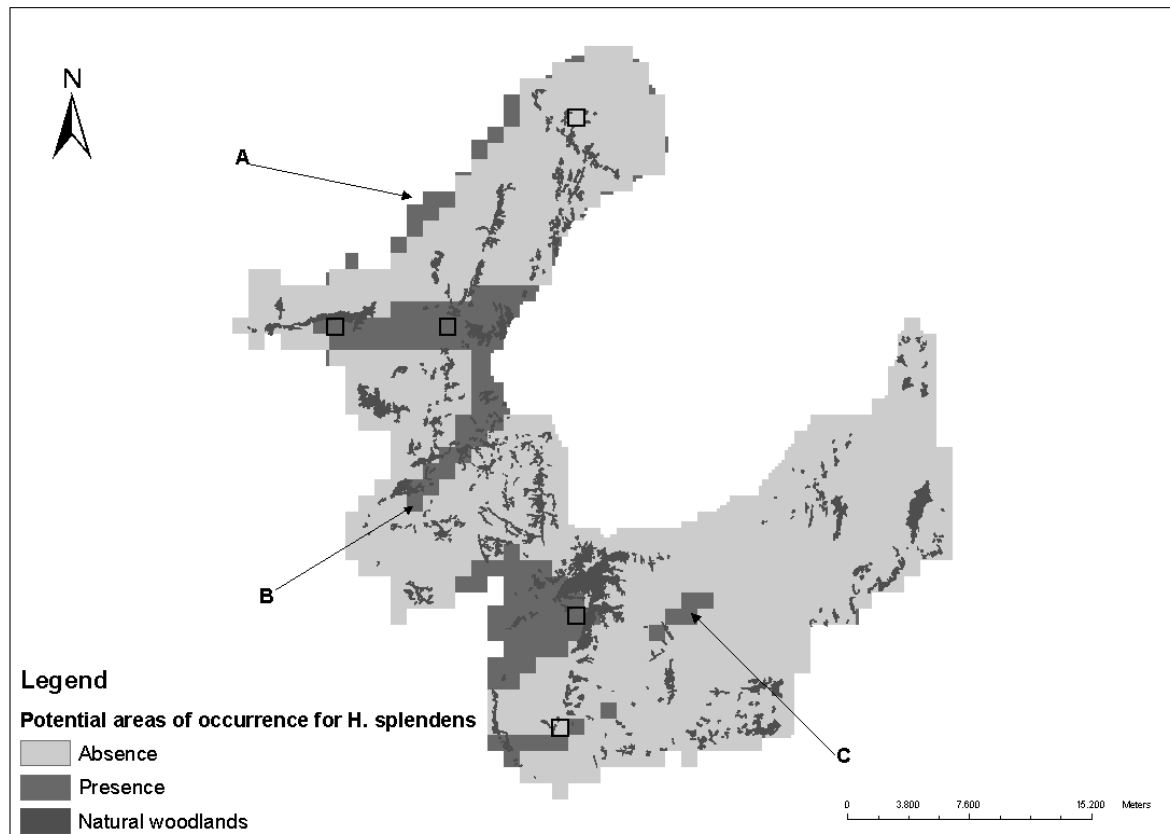 N
A
B
C
Legend
Potential areas of occurrence for H. splendens
Absence
Presence
Natural woodlands
0 3.800 7.600 15.200 Meters